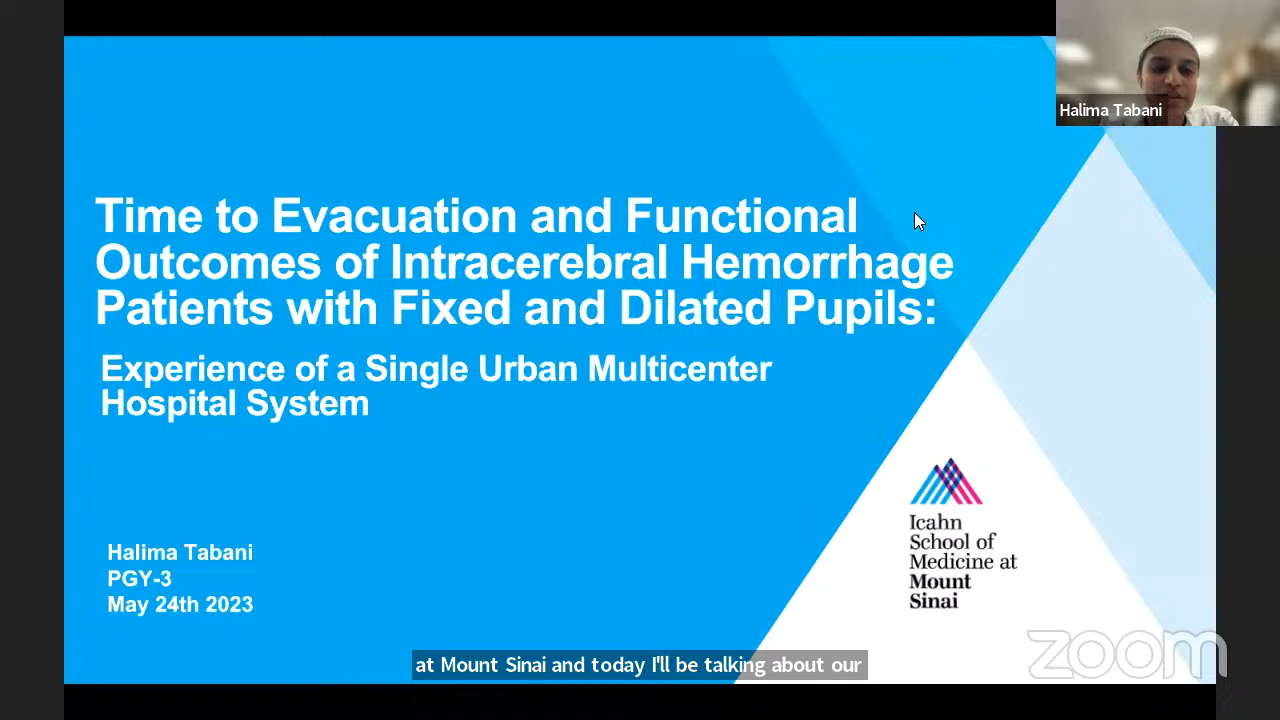 Halima Tabani
Time to Evacuation and Functional
Outcomes of Intracerebral Hemorrhage
Patients with Fixed and Dilated Pupils:
Experience of a Single Urban Multicenter
Hospital System
Icahn
School of
Medicine at
Mount
Sinai
Halima Tabani
PGY-3
May 24th 2023
at Mount Sinai and today I'll be talking about our
zoom